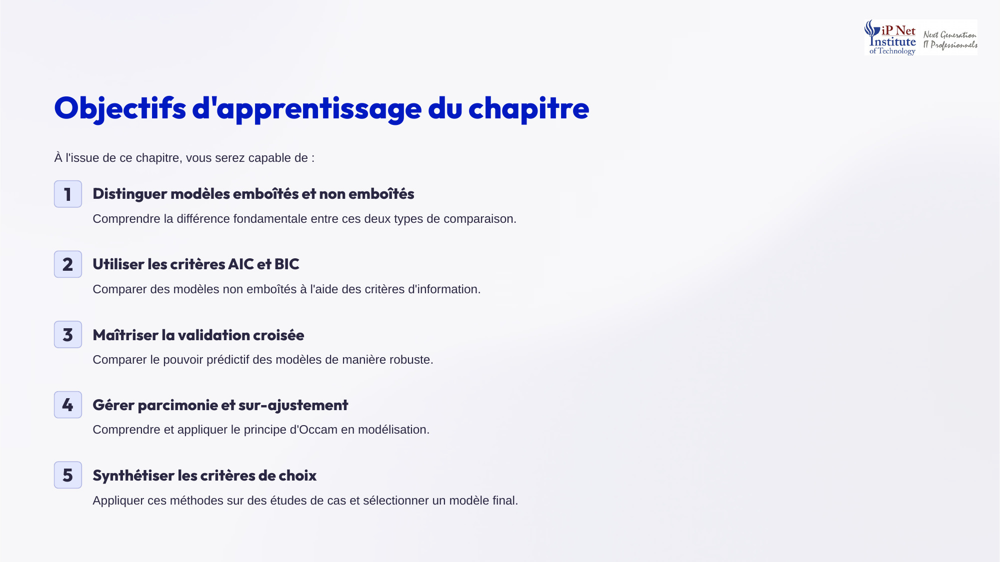 iP Net
Institute
of Technology
Next Generation
IT Professionnels
Objectifs d'apprentissage du chapitre
À l'issue de ce chapitre, vous serez capable de :
1
Distinguer modèles emboîtés et non emboîtés
Comprendre la différence fondamentale entre ces deux types de comparaison.
2
Utiliser les critères AIC et BIC
Comparer des modèles non emboîtés à l'aide des critères d'information.
3
Maîtriser la validation croisée
Comparer le pouvoir prédictif des modèles de manière robuste.
4
Gérer parcimonie et sur-ajustement
Comprendre et appliquer le principe d'Occam en modélisation.
5
Synthétiser les critères de choix
Appliquer ces méthodes sur des études de cas et sélectionner un modèle final.